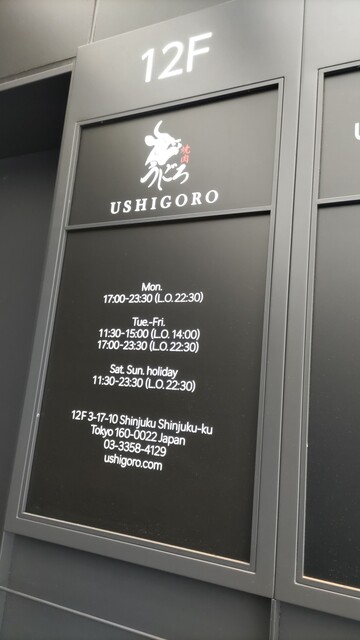 12F
焼肉
うしごろ
USHIGORO
Mon.
17:00-23:30 (L.O. 22:30)
Tue.-Fri.
11:30-15:00 (L.O. 14:00)
17:00-23:30 (L.O. 22:30)
Sat. Sun. holiday
11:30-23:30 (L.O. 22:30)
12F 3-17-10 Shinjuku Shinjuku-ku
Tokyo 160-0022 Japan
03-3358-4129
ushigoro.com